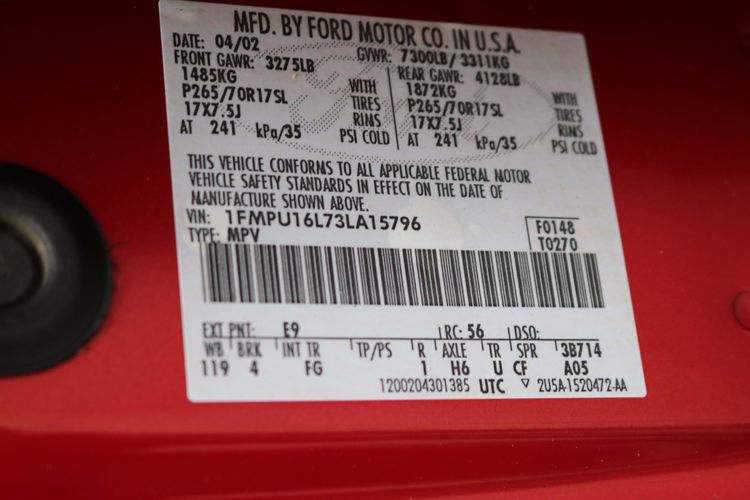 MFD. BY FORD MOTOR CO. IN U.S.A.
DATE: 04/02 GVWR: 7300LB/ 3311KG
FRONT GAWR: 3275LB REAR GAWR: 4128LB
1485KG WITH 1872KG WITH
P265/70R17SL TIRES P265/70R17SL TIRES
17X7.5J RINS 17X7.5J RINS
AT 241 kPa/35 PSI COLD AT 241 kPa/35 PSI COLD
THIS VEHICLE CONFORMS TO ALL APPLICABLE FEDERAL MOTOR
VEHICLE SAFETY STANDARDS IN EFFECT ON THE DATE OF
MANUFACTURE SHOWN ABOVE.
VIN: 1FMPU16L73LA15796 F0148
TYPE: MPV T0270
EXT PNT: E9 RC: 56 DSO:
WB BRK INT TR TP/PS R AXLE TR SPR 3B714
119 4 FG 1 H6 U CF A05
1200204301385 UTC ▽ 2U5A-1520472-AA